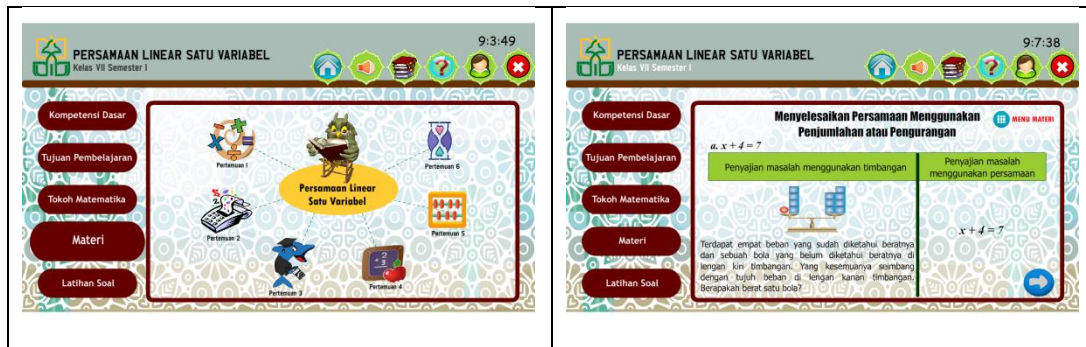 PERSAMAAN LINEAR SATU VARIABEL
Kelas VII Semester I
9:3:49
Kompetensi Dasar
Tujuan Pembelajaran
Tokoh Matematika
Materi
Latihan Soal
Pertemuan 1
Pertemuan 6
Persamaan Linear
Satu Variabel
Pertemuan 2
Pertemuan 5
Pertemuan 3
Pertemuan 4
PERSAMAAN LINEAR SATU VARIABEL
Kelas VII Semester I
9:7:38
Kompetensi Dasar
Tujuan Pembelajaran
Tokoh Matematika
Materi
Latihan Soal
Menyelesaikan Persamaan Menggunakan
Penjumlahan atau Pengurangan
MENU MATERI
a. x + 4 = 7
Penyajian masalah menggunakan timbangan
Penyajian masalah
menggunakan persamaan
x + 4 = 7
Terdapat empat beban yang sudah diketahui beratnya
dan sebuah bola yang belum diketahui beratnya di
lengan kiri timbangan. Yang kesemuanya seimbang
dengan tujuh beban di lengan kanan timbangan.
Berapakah berat satu bola?